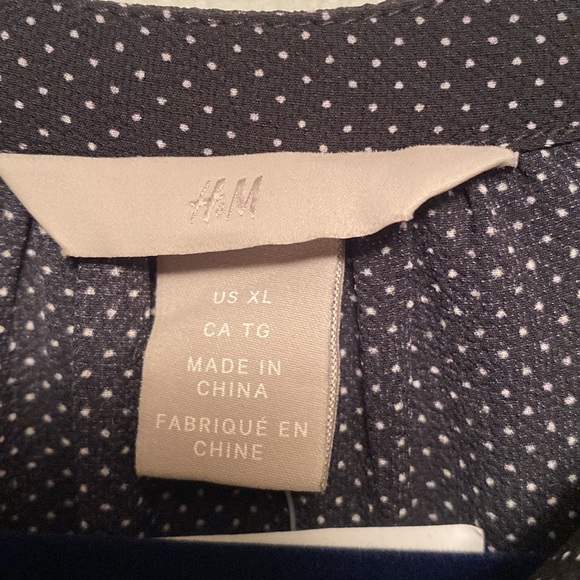 H&M
US XL
CA TG
MADE IN
CHINA
FABRIQUÉ EN
CHINE